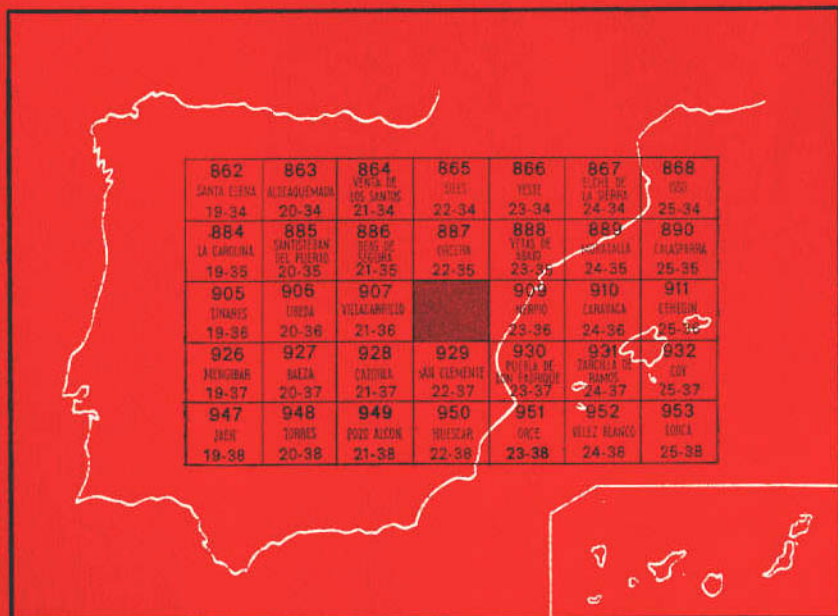 862 863 864 865 866 867 868
SANTA ELENA ALDEAQUEMADA VENTA DE LOS SANTOS SILES YESTE ELCHE DE LA SIERRA ISSO
19-34 20-34 21-34 22-34 23-34 24-34 25-34
884 885 886 887 888 889 890
LA CAROLINA SANTISTEBAN DEL PUERTO BEAS DE SEGURA ORCERA YETAS DE ABAJO MORATALLA CALASPARRA
19-35 20-35 21-35 22-35 23-35 24-35 25-35
905 906 907 909 910 911
LINARES UBEDA VILLACARRILLO NERPIO CARAVACA CEHEGIN
19-36 20-36 21-36 23-36 24-36 25-36
926 927 928 929 930 931 932
MENGIBAR BAEZA CAZORLA SAN CLEMENTE PUEBLA DE DON FADRIQUE ZARCILLA DE RAMOS COY
19-37 20-37 21-37 22-37 23-37 24-37 25-37
947 948 949 950 951 952 953
JAEN TORRES POZO ALCON HUESCAR ORCE VELEZ BLANCO LORCA
19-38 20-38 21-38 22-38 23-38 24-38 25-38